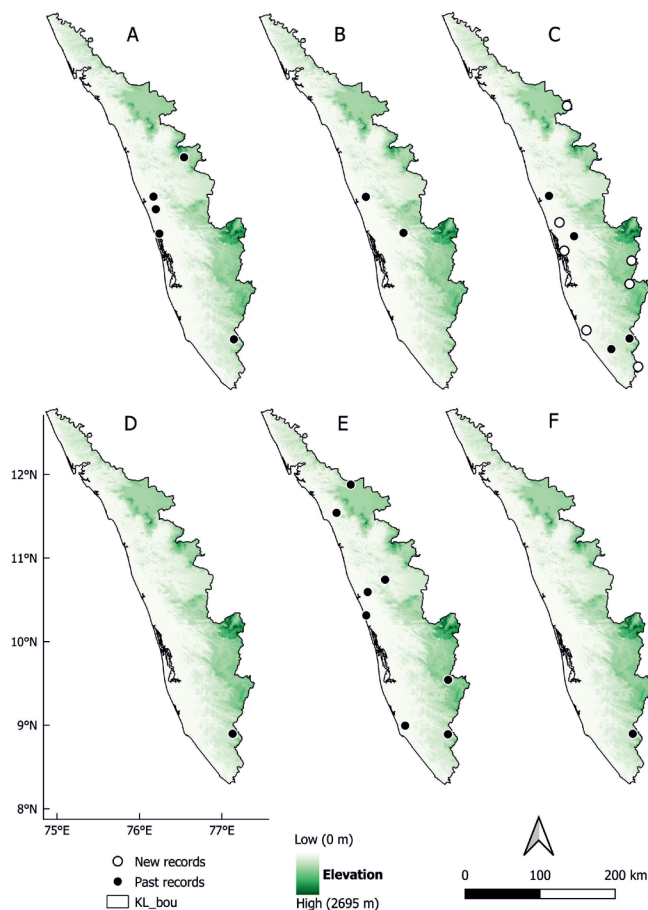 A B C
D E F
12°N
11°N
10°N
9°N
8°N
75°E 76°E 77°E
New records
Past records
KL_bou
Low (0 m)
Elevation
High (2695 m)
0 100 200 km